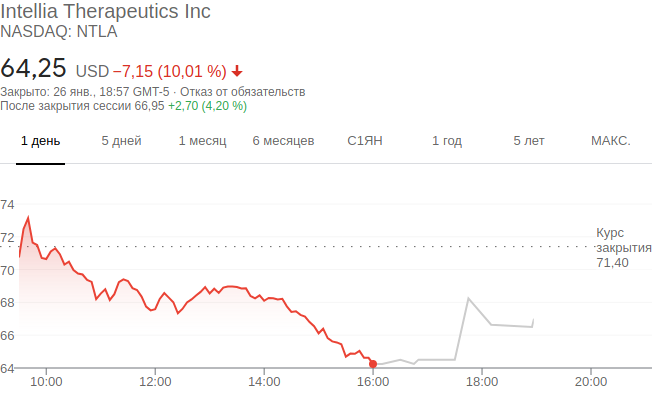 Intellia Therapeutics Inc
NASDAQ: NTLA
64,25 USD −7,15 (10,01 %)
Закрыто: 26 янв., 18:57 GMT-5 · Отказ от обязательств
После закрытия сессии 66,95 +2,70 (4,20 %)
1 день 5 дней 1 месяц 6 месяцев С1ЯН 1 год 5 лет МАКС.
74
72
70
68
66
64
Курс
закрытия
71,40
10:00 12:00 14:00 16:00 18:00 20:00